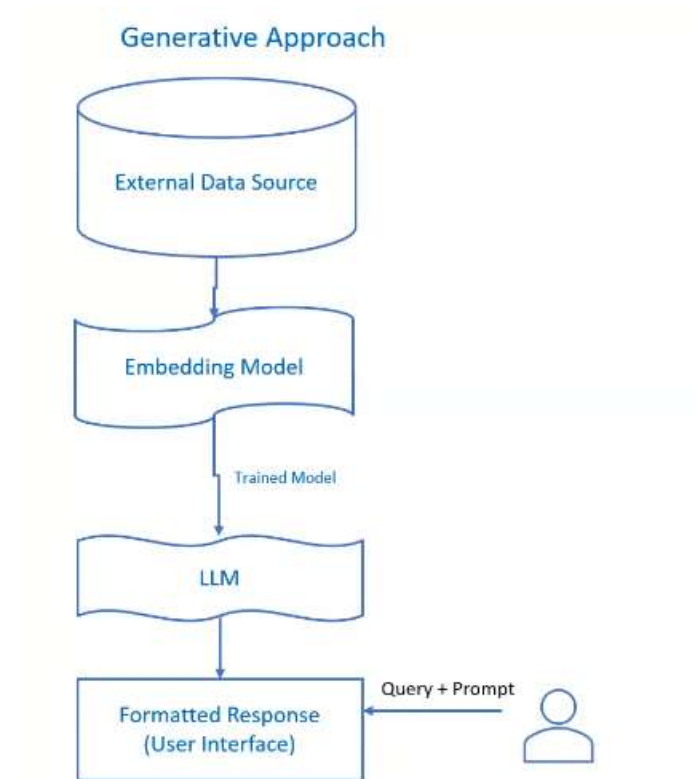 Generative Approach
External Data Source
Embedding Model
Trained Model
LLM
Query + Prompt
Formatted Response
(User Interface)